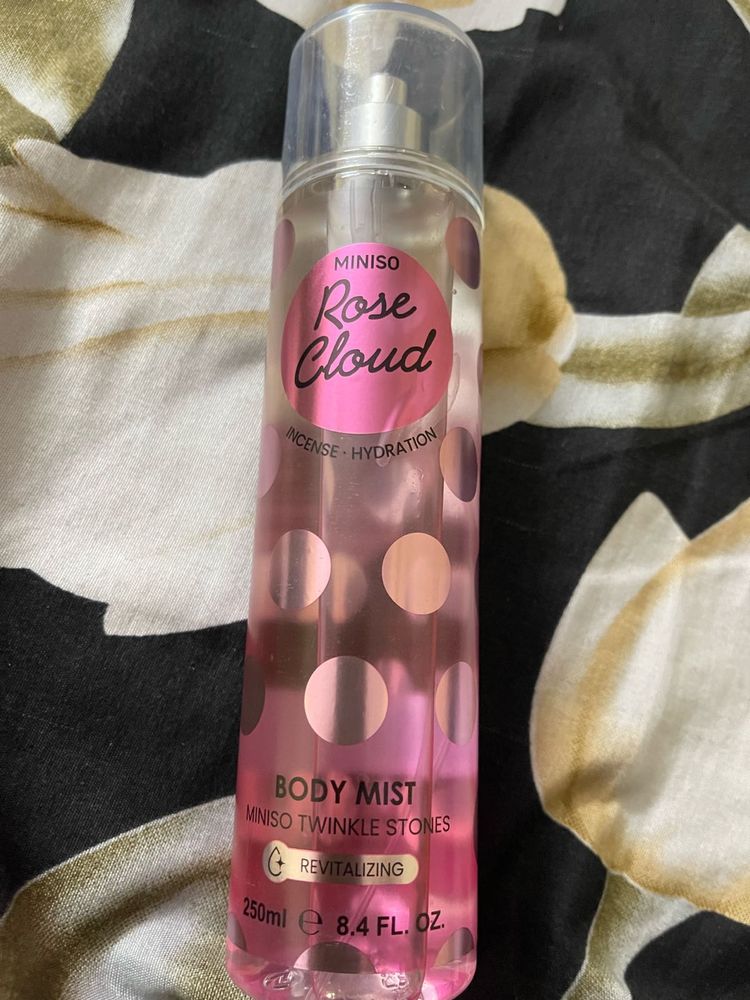 MINISO
Rose
Cloud
INCENSE · HYDRATION
BODY MIST
MINISO TWINKLE STONES
REVITALIZING
250ml ℮ 8.4 FL. OZ.